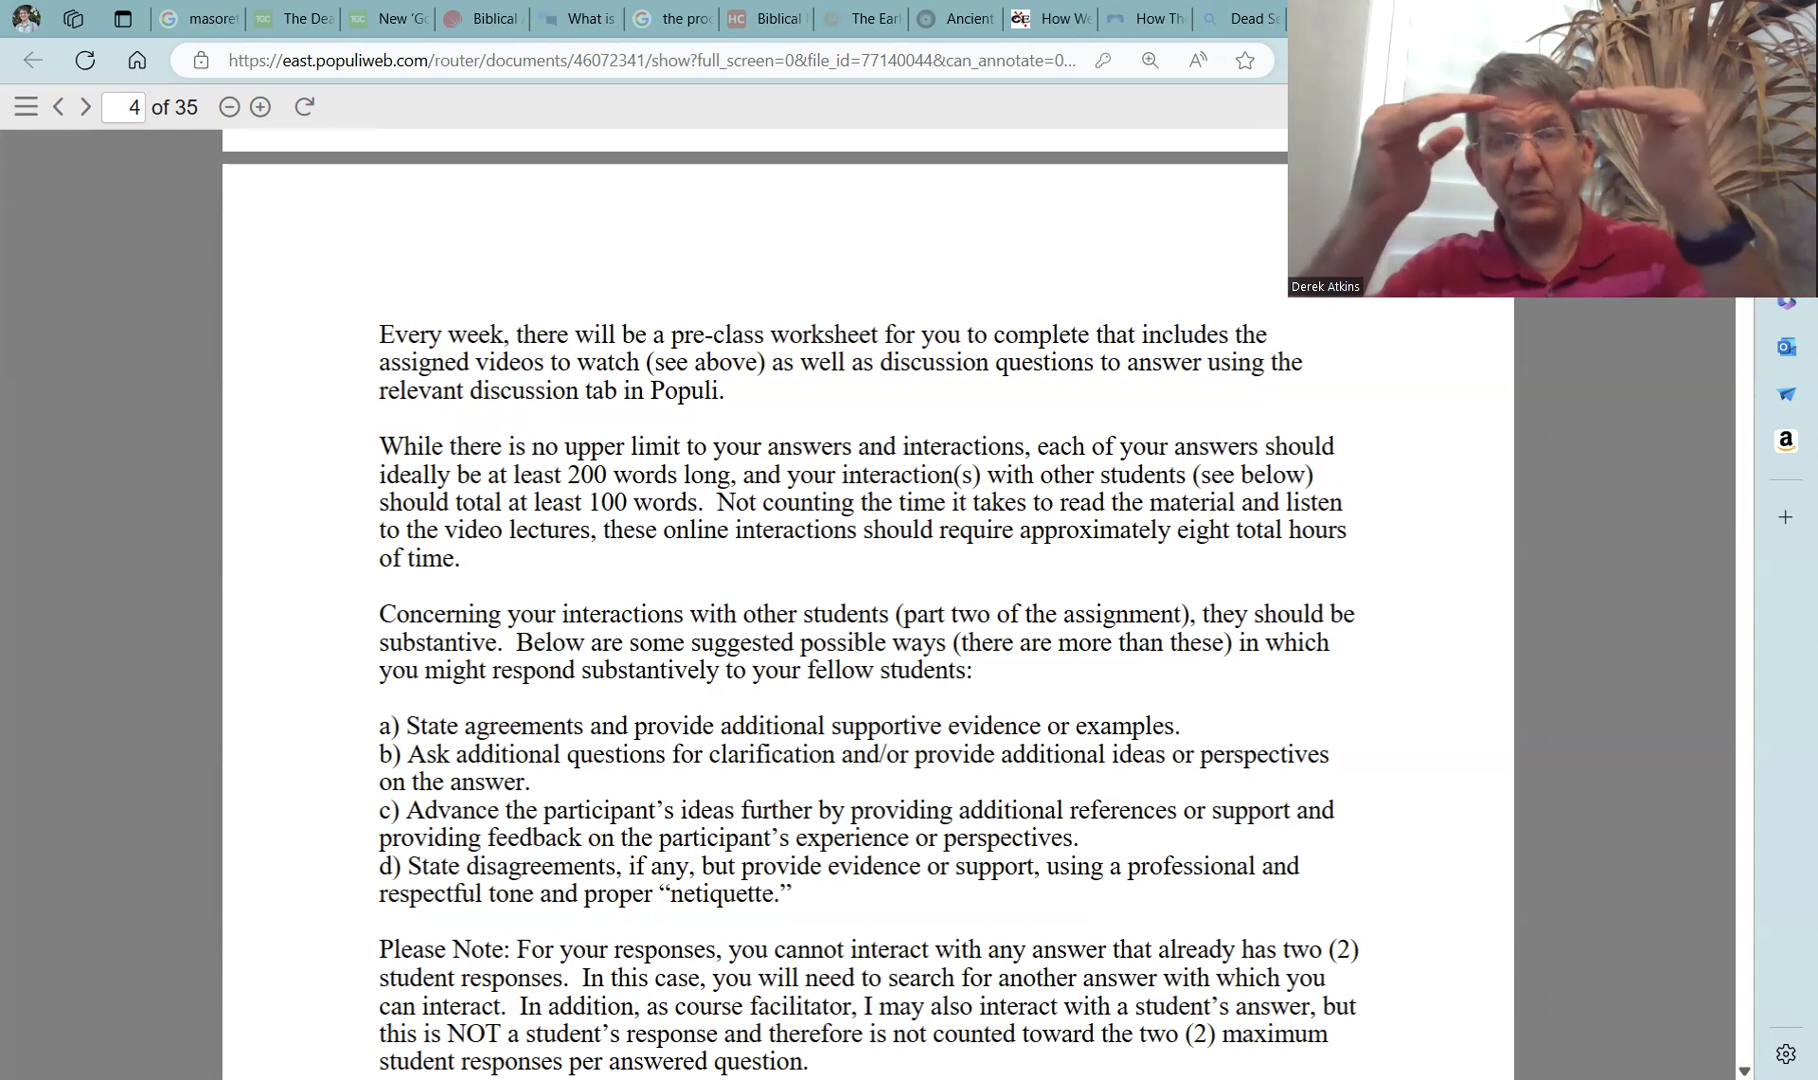 masoret
The Dea
New 'Go
Biblical
What is
the proc
Biblical
The Earl
Ancient
How We
How The
Dead Se
https://east.populiweb.com/router/documents/46072341/show?full_screen=0&file_id=77140044&can_annotate=0...
4 of 35
Derek Atkins
Every week, there will be a pre-class worksheet for you to complete that includes the
assigned videos to watch (see above) as well as discussion questions to answer using the
relevant discussion tab in Populi.
While there is no upper limit to your answers and interactions, each of your answers should
ideally be at least 200 words long, and your interaction(s) with other students (see below)
should total at least 100 words.  Not counting the time it takes to read the material and listen
to the video lectures, these online interactions should require approximately eight total hours
of time.
Concerning your interactions with other students (part two of the assignment), they should be
substantive.  Below are some suggested possible ways (there are more than these) in which
you might respond substantively to your fellow students:
a) State agreements and provide additional supportive evidence or examples.
b) Ask additional questions for clarification and/or provide additional ideas or perspectives
on the answer.
c) Advance the participant’s ideas further by providing additional references or support and
providing feedback on the participant’s experience or perspectives.
d) State disagreements, if any, but provide evidence or support, using a professional and
respectful tone and proper “netiquette.”
Please Note: For your responses, you cannot interact with any answer that already has two (2)
student responses.  In this case, you will need to search for another answer with which you
can interact.  In addition, as course facilitator, I may also interact with a student’s answer, but
this is NOT a student’s response and therefore is not counted toward the two (2) maximum
student responses per answered question.